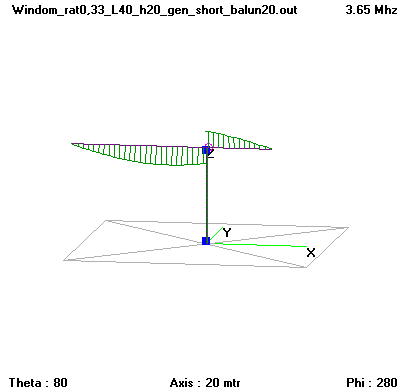 Windom_rat0,33_L40_h20_gen_short_balun20.out 3.65 Mhz
Z
Y
X
Theta : 80 Axis : 20 mtr Phi : 280